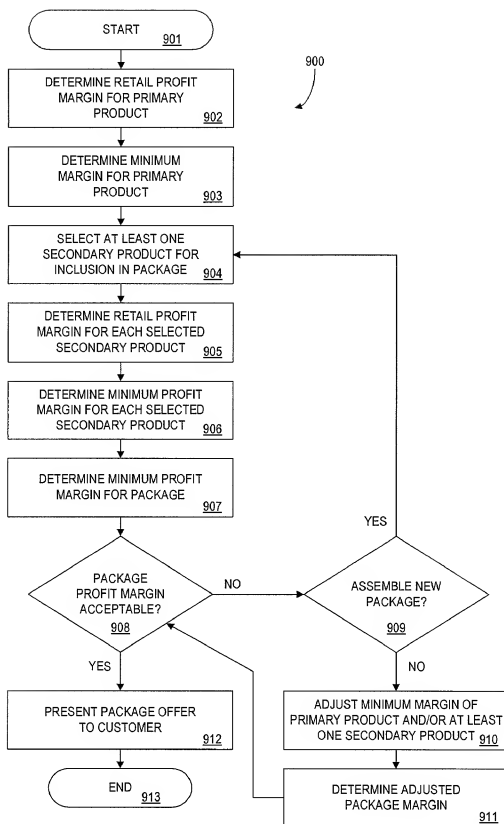 START
901
900
DETERMINE RETAIL PROFIT
MARGIN FOR PRIMARY
PRODUCT
902
DETERMINE MINIMUM
MARGIN FOR PRIMARY
PRODUCT
903
SELECT AT LEAST ONE
SECONDARY PRODUCT FOR
INCLUSION IN PACKAGE
904
DETERMINE RETAIL PROFIT
MARGIN FOR EACH SELECTED
SECONDARY PRODUCT
905
DETERMINE MINIMUM PROFIT
MARGIN FOR EACH SELECTED
SECONDARY PRODUCT
906
DETERMINE MINIMUM PROFIT
MARGIN FOR PACKAGE
907
PACKAGE
PROFIT MARGIN
ACCEPTABLE?
908
NO
YES
ASSEMBLE NEW
PACKAGE?
909
YES
NO
ADJUST MINIMUM MARGIN OF
PRIMARY PRODUCT AND/OR AT LEAST
ONE SECONDARY PRODUCT
910
DETERMINE ADJUSTED
PACKAGE MARGIN
911
PRESENT PACKAGE OFFER
TO CUSTOMER
912
END
913